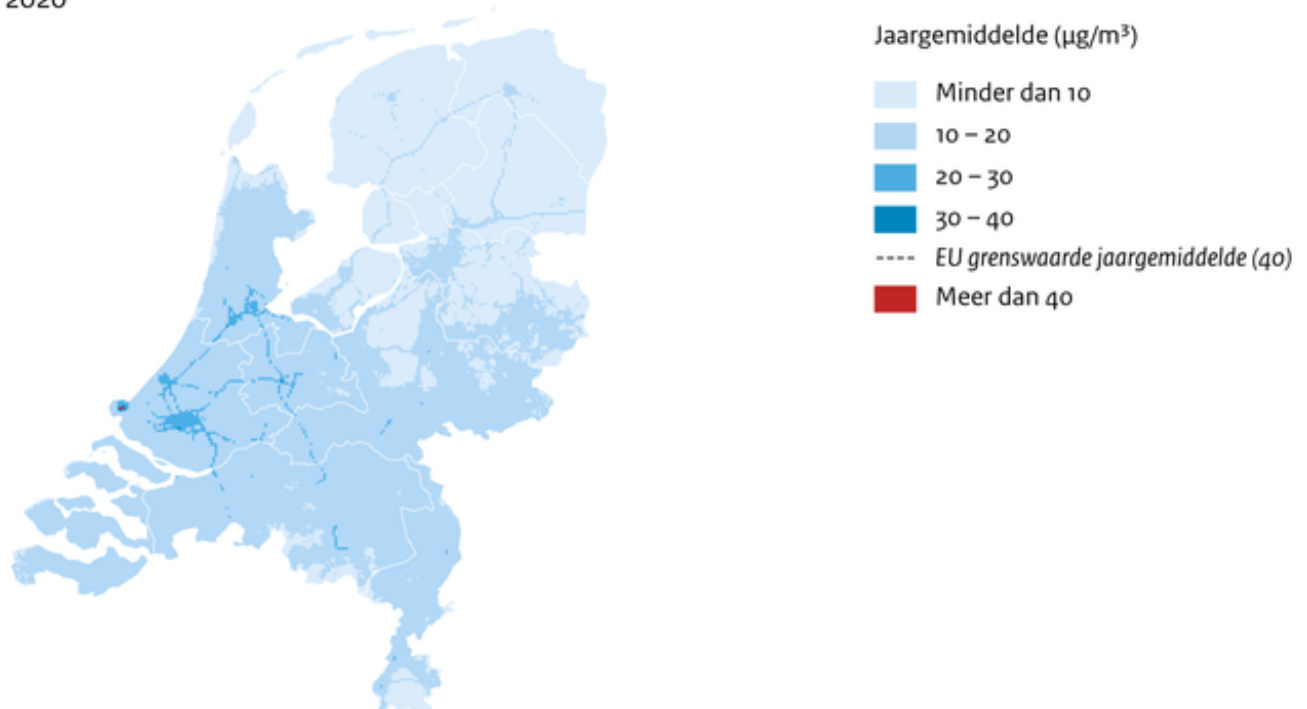 2020
Jaargemiddelde (µg/m³)
Minder dan 10
10 – 20
20 – 30
30 – 40
EU grenswaarde jaargemiddelde (40)
Meer dan 40